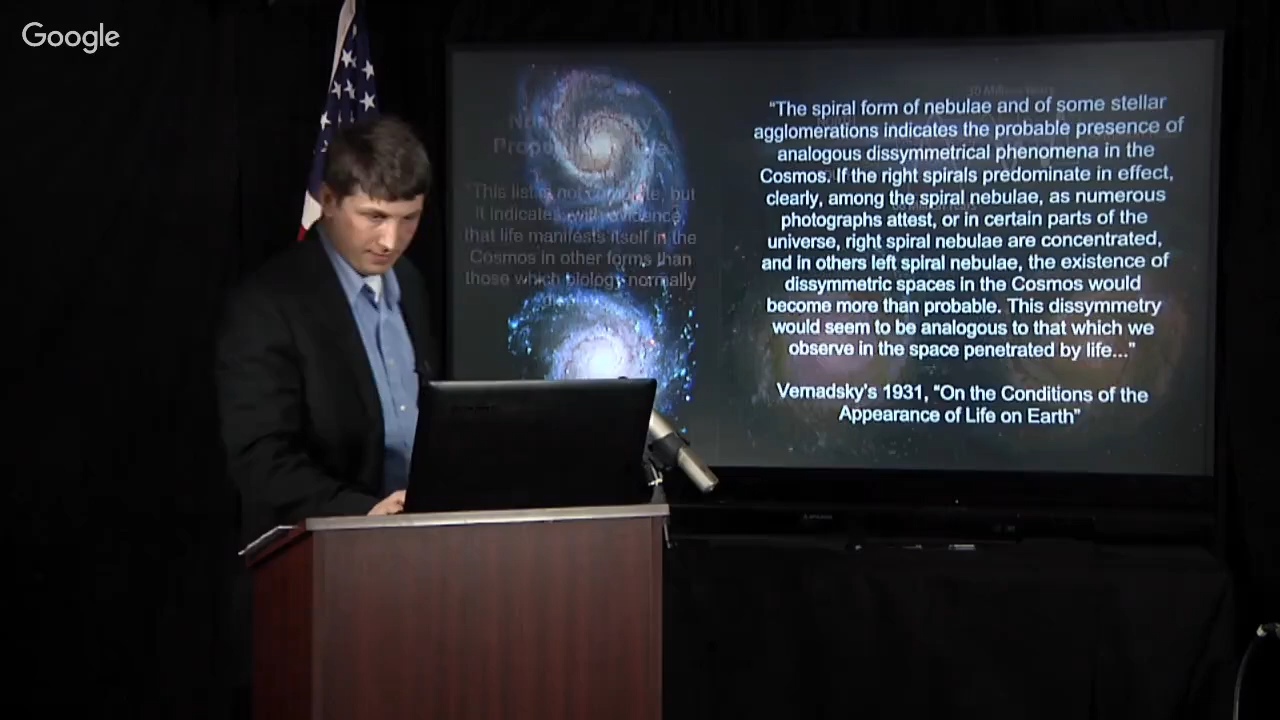 Google
"This list is not complete, but
it indicates, with evidence,
that life manifests itself in the
Cosmos in other forms than
those which biology normally
"The spiral form of nebulae and of some stellar
agglomerations indicates the probable presence of
analogous dissymmetrical phenomena in the
Cosmos. If the right spirals predominate in effect,
clearly, among the spiral nebulae, as numerous
photographs attest, or in certain parts of the
universe, right spiral nebulae are concentrated,
and in others left spiral nebulae, the existence of
dissymmetric spaces in the Cosmos would
become more than probable. This dissymmetry
would seem to be analogous to that which we
observe in the space penetrated by life..."
Vernadsky's 1931, "On the Conditions of the
Appearance of Life on Earth"